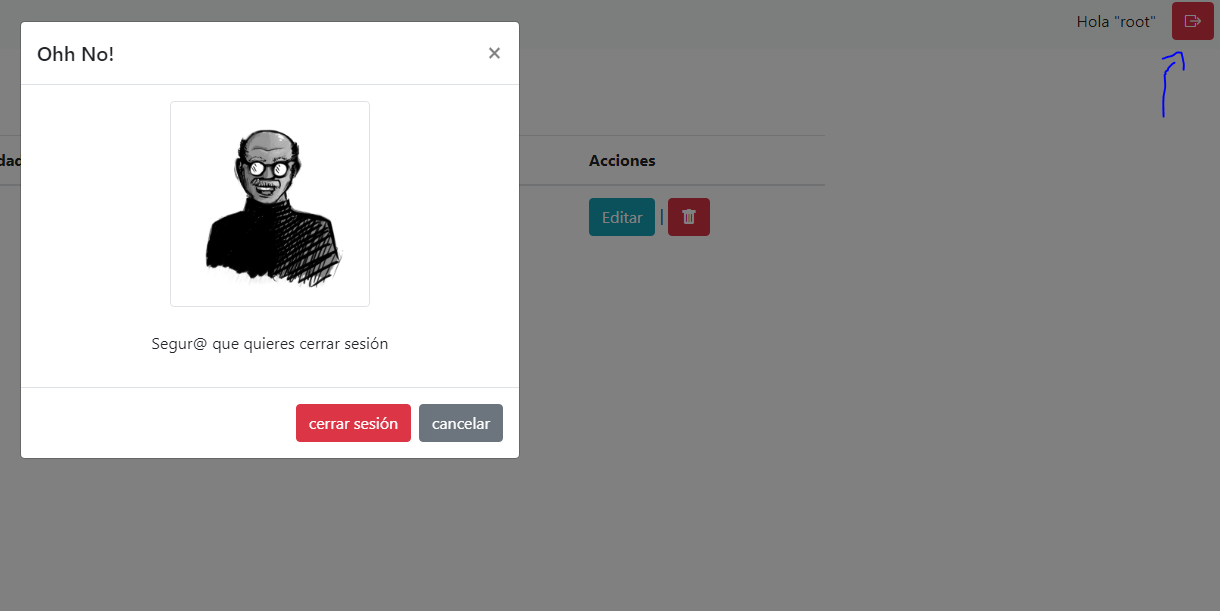 Hola "root"
Ohh No!
×
dad
Acciones
Editar |
Segur@ que quieres cerrar sesión
cerrar sesión
cancelar